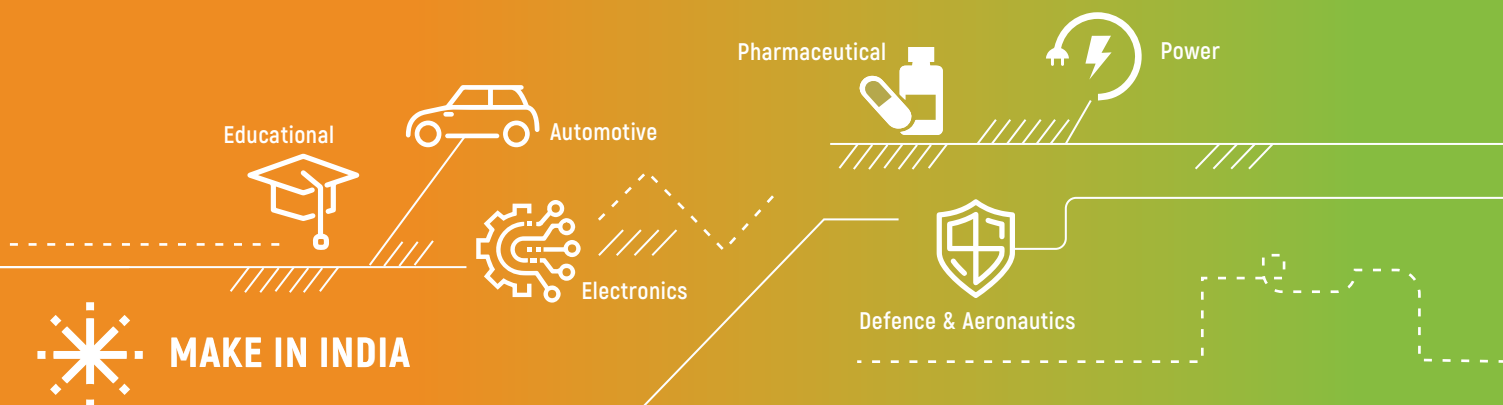 Pharmaceutical
Power
Educational
Automotive
Electronics
Defence & Aeronautics
MAKE IN INDIA